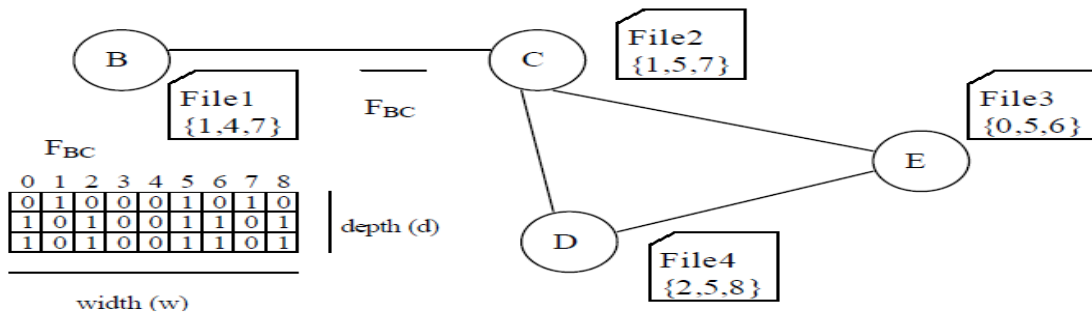 B
C
File2
{1,5,7}
File1
{1,4,7}
F_BC
File3
{0,5,6}
E
F_BC
0 1 2 3 4 5 6 7 8
0 1 0 0 0 1 0 1 0
1 0 1 0 0 1 1 0 1
1 0 1 0 0 1 1 0 1
depth (d)
width (w)
D
File4
{2,5,8}